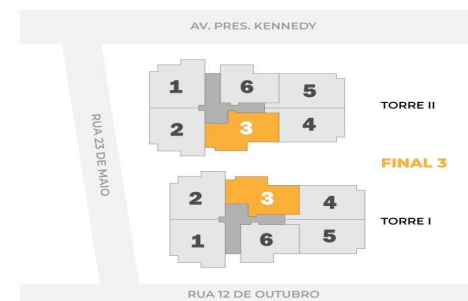 AV. PRES. KENNEDY
1
6
5
TORRE II
2
3
4
RUA 23 DE MAIO
FINAL 3
2
3
4
TORRE I
1
6
5
RUA 12 DE OUTUBRO